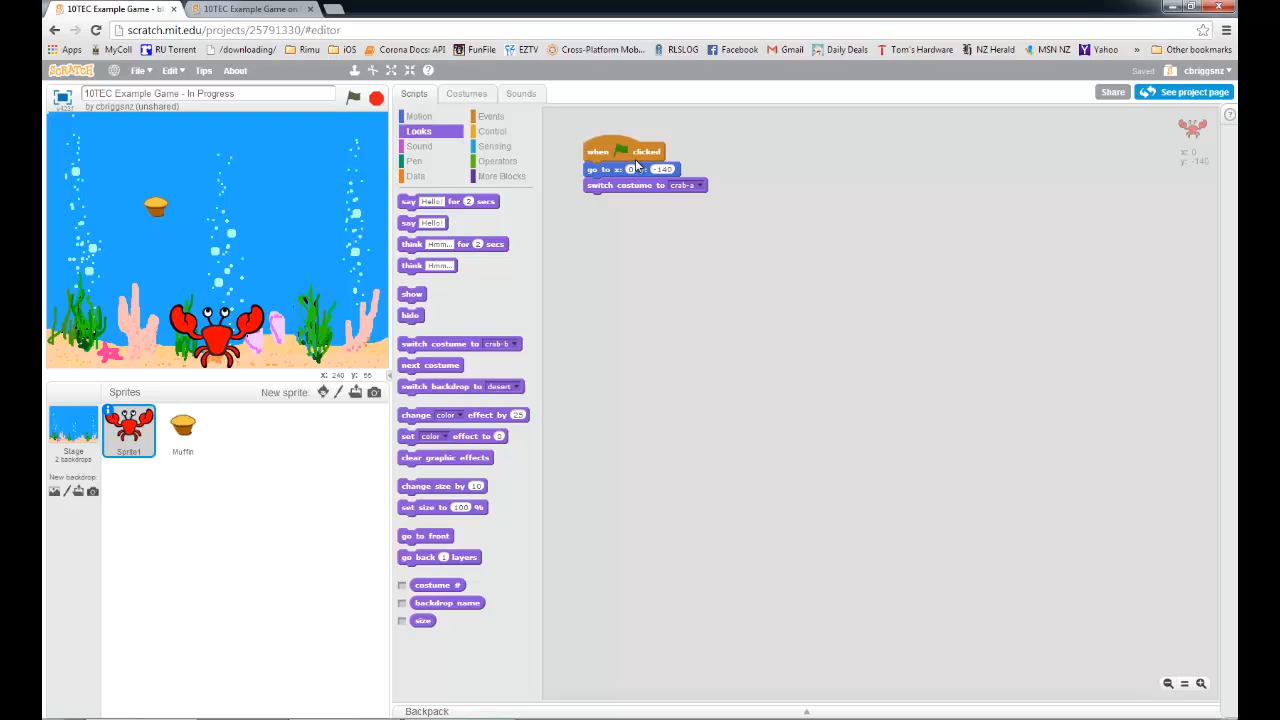 10TEC Example Game - bl
10TEC Example Game on
scratch.mit.edu/projects/25791330/#editor
Apps
MyColl
RU Torrent
/downloading/
Rimu
iOS
Corona Docs: API
FunFile
EZTV
Cross-Platform Mob...
RLSLOG
Facebook
Gmail
Daily Deals
Tom's Hardware
NZ Herald
MSN NZ
Yahoo
»
Other bookmarks
SCRATCH
File
Edit
Tips
About
Saved
cbriggsnz
10TEC Example Game - In Progress
by cbriggsnz (unshared)
Scripts
Costumes
Sounds
Share
See project page
Motion
Events
Looks
Control
Sound
Sensing
Pen
Operators
Data
More Blocks
say Hello! for 2 secs
say Hello!
think Hmm... for 2 secs
think Hmm...
show
hide
switch costume to crab-b
next costume
switch backdrop to desert
change color effect by 25
set color effect to 0
clear graphic effects
change size by 10
set size to 100 %
go to front
go back 1 layers
costume #
backdrop name
size
when clicked
go to x: 0 : -140
switch costume to crab-a
x: 0
y: -140
x: 240 y: 56
Sprites
New sprite:
Stage
2 backdrops
New backdrop:
Sprite1
Muffin
Backpack